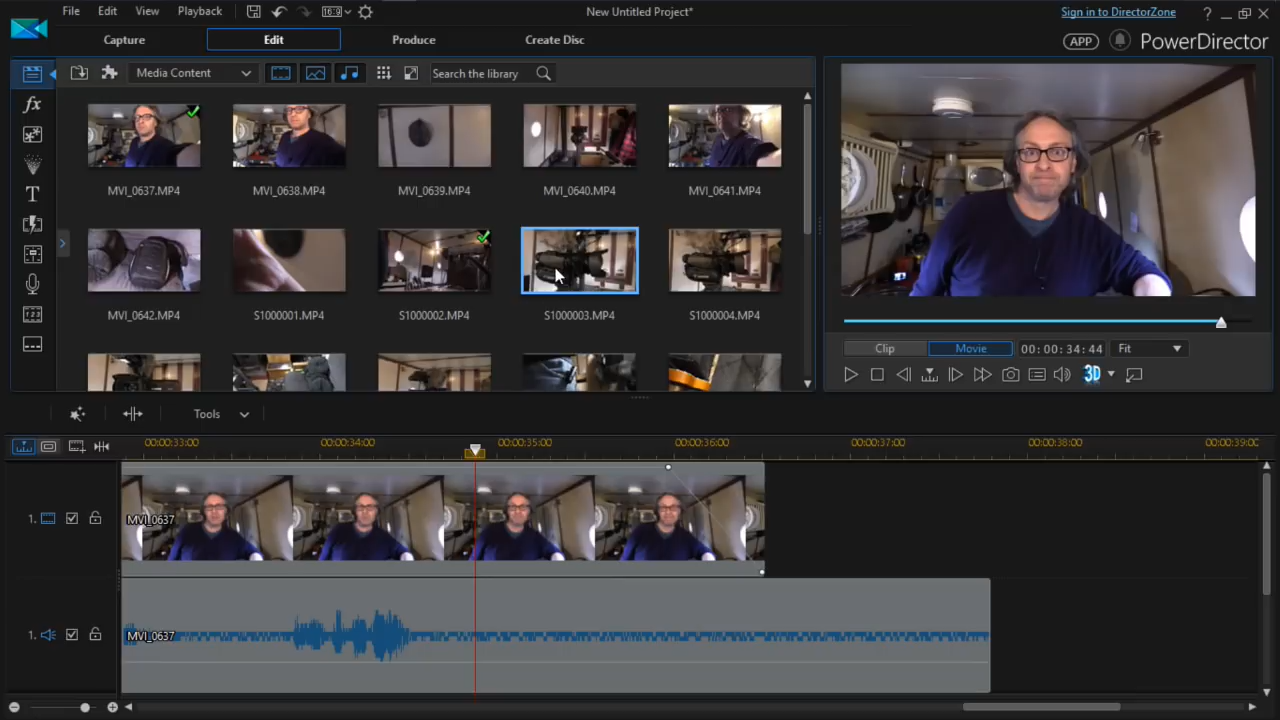 File Edit View Playback 16:9 New Untitled Project* Sign in to DirectorZone ?
Capture Edit Produce Create Disc APP PowerDirector
Media Content Search the library
fx
T
MVI_0637.MP4 MVI_0638.MP4 MVI_0639.MP4 MVI_0640.MP4 MVI_0641.MP4
MVI_0642.MP4 S1000001.MP4 S1000002.MP4 S1000003.MP4 S1000004.MP4
Clip Movie 00:00:34:44 Fit
3D
Tools
00:00:33:00 00:00:34:00 00:00:35:00 00:00:36:00 00:00:37:00 00:00:38:00 00:00:39:0
1. MVI_0637
1. MVI_0637